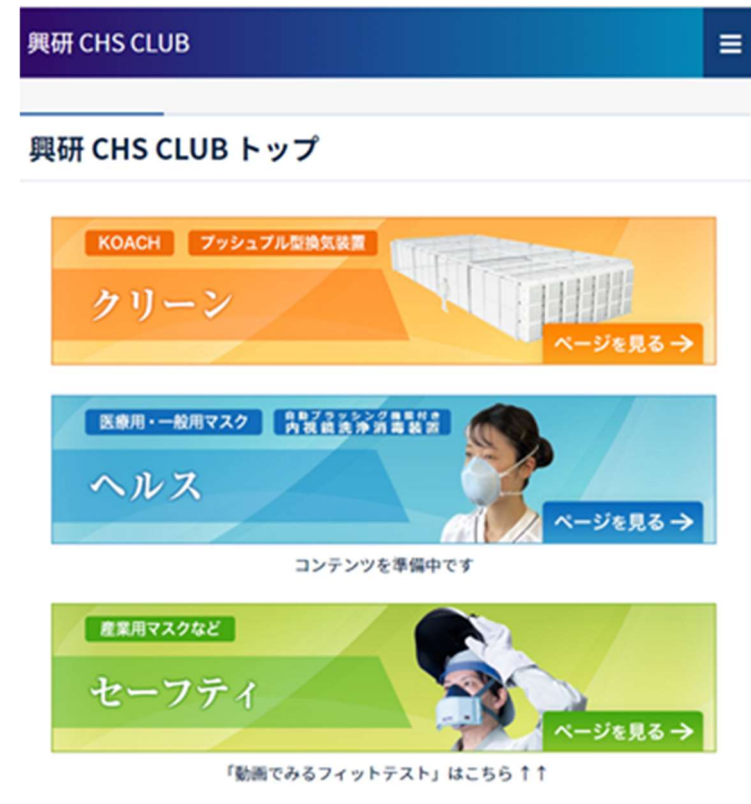 興研 CHS CLUB
興研 CHS CLUB トップ
KOACH プッシュプル型換気装置
クリーン
ページを見る →
医療用・一般用マスク 自動ブラッシング機能付き
内視鏡洗浄消毒装置
ヘルス
ページを見る →
コンテンツを準備中です
産業用マスクなど
セーフティ
ページを見る →
「動画でみるフィットテスト」はこちら ↑↑